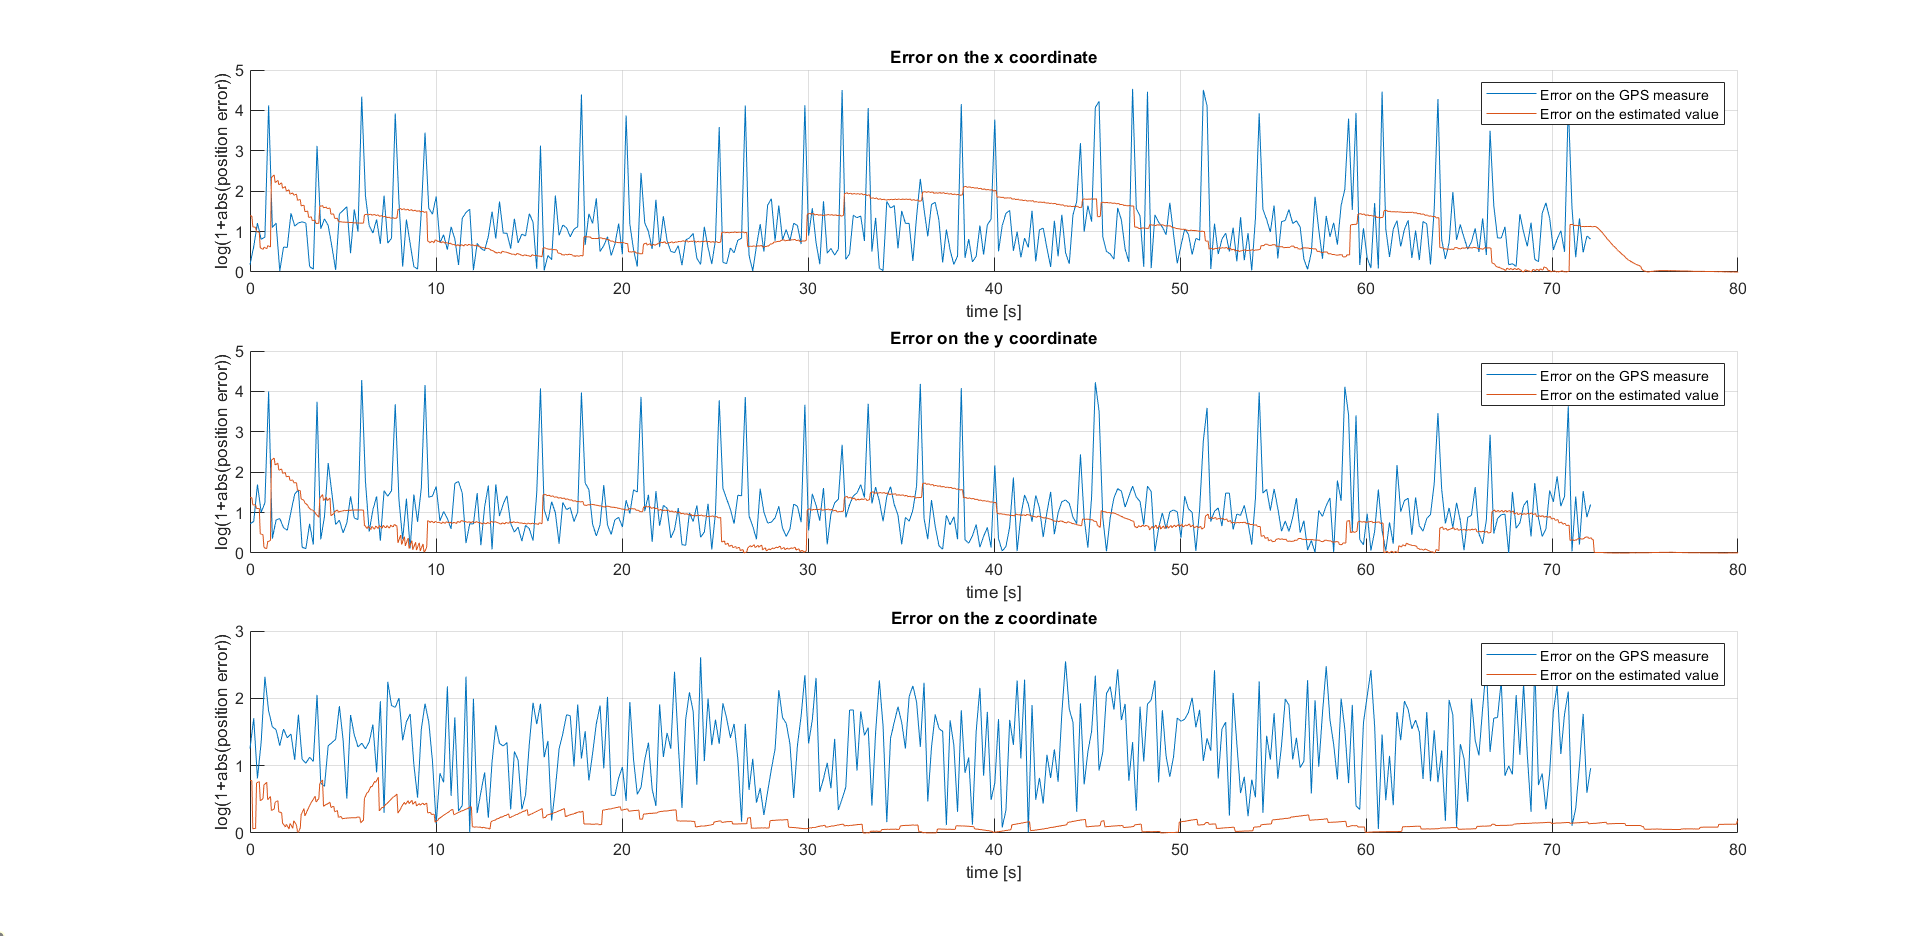 Error on the x coordinate
log(1+abs(position error))
5
4
3
2
1
0
Error on the GPS measure
Error on the estimated value
0 10 20 30 40 50 60 70 80
time [s]
Error on the y coordinate
log(1+abs(position error))
5
4
3
2
1
0
Error on the GPS measure
Error on the estimated value
0 10 20 30 40 50 60 70 80
time [s]
Error on the z coordinate
log(1+abs(position error))
3
2
1
0
Error on the GPS measure
Error on the estimated value
0 10 20 30 40 50 60 70 80
time [s]